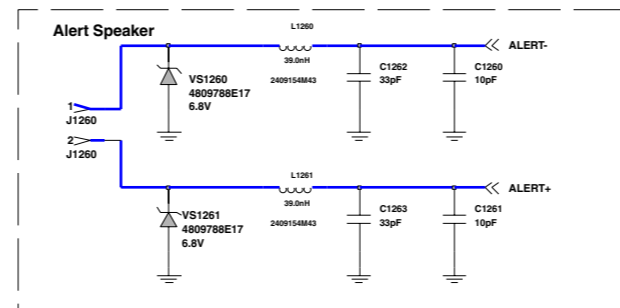 Alert Speaker
L1260
ALERT-
39.0nH
2409154M43
VS1260
4809788E17
6.8V
C1262
33pF
C1260
10pF
1
J1260
2
J1260
L1261
ALERT+
39.0nH
2409154M43
VS1261
4809788E17
6.8V
C1263
33pF
C1261
10pF